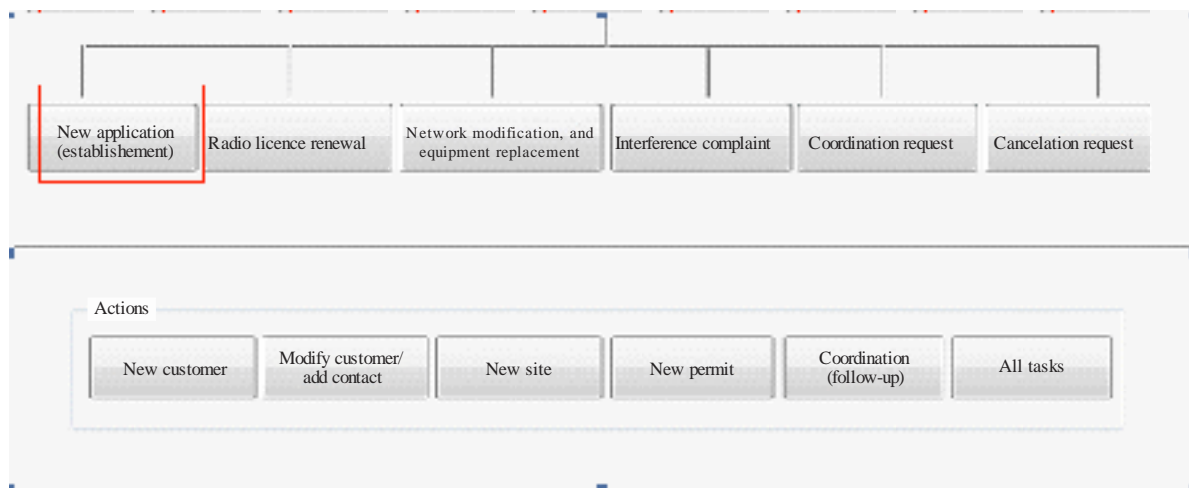 New application
(establishement)
Radio licence renewal
Network modification, and
equipment replacement
Interference complaint
Coordination request
Cancelation request
Actions
New customer
Modify customer/
add contact
New site
New permit
Coordination
(follow-up)
All tasks